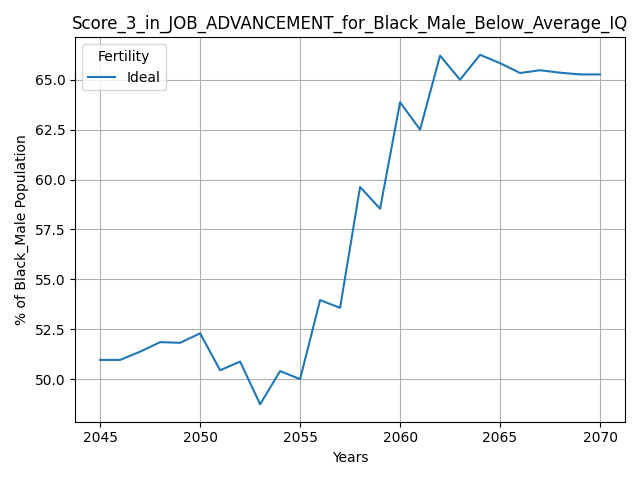 Score_3_in_JOB_ADVANCEMENT_for_Black_Male_Below_Average_IQ
Fertility
Ideal
65.0
62.5
60.0
57.5
55.0
52.5
50.0
% of Black_Male Population
2045 2050 2055 2060 2065 2070
Years